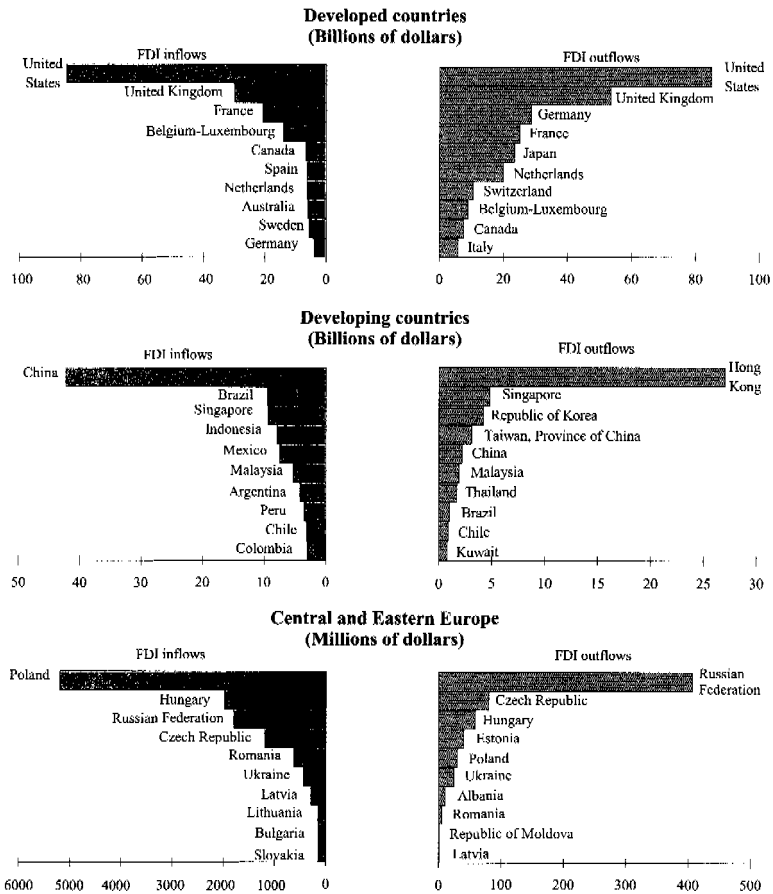 Developed countries
(Billions of dollars)
FDI inflows
United
States
United Kingdom
France
Belgium-Luxembourg
Canada
Spain
Netherlands
Australia
Sweden
Germany
100 80 60 40 20 0
FDI outflows
United
States
United Kingdom
Germany
France
Japan
Netherlands
Switzerland
Belgium-Luxembourg
Canada
Italy
0 20 40 60 80 100
Developing countries
(Billions of dollars)
FDI inflows
China
Brazil
Singapore
Indonesia
Mexico
Malaysia
Argentina
Peru
Chile
Colombia
50 40 30 20 10 0
FDI outflows
Hong
Kong
Singapore
Republic of Korea
Taiwan, Province of China
China
Malaysia
Thailand
Brazil
Chile
Kuwait
0 5 10 15 20 25 30
Central and Eastern Europe
(Millions of dollars)
FDI inflows
Poland
Hungary
Russian Federation
Czech Republic
Romania
Ukraine
Latvia
Lithuania
Bulgaria
Slovakia
6000 5000 4000 3000 2000 1000 0
FDI outflows
Russian
Federation
Czech Republic
Hungary
Estonia
Poland
Ukraine
Albania
Romania
Republic of Moldova
Latvia
0 100 200 300 400 500